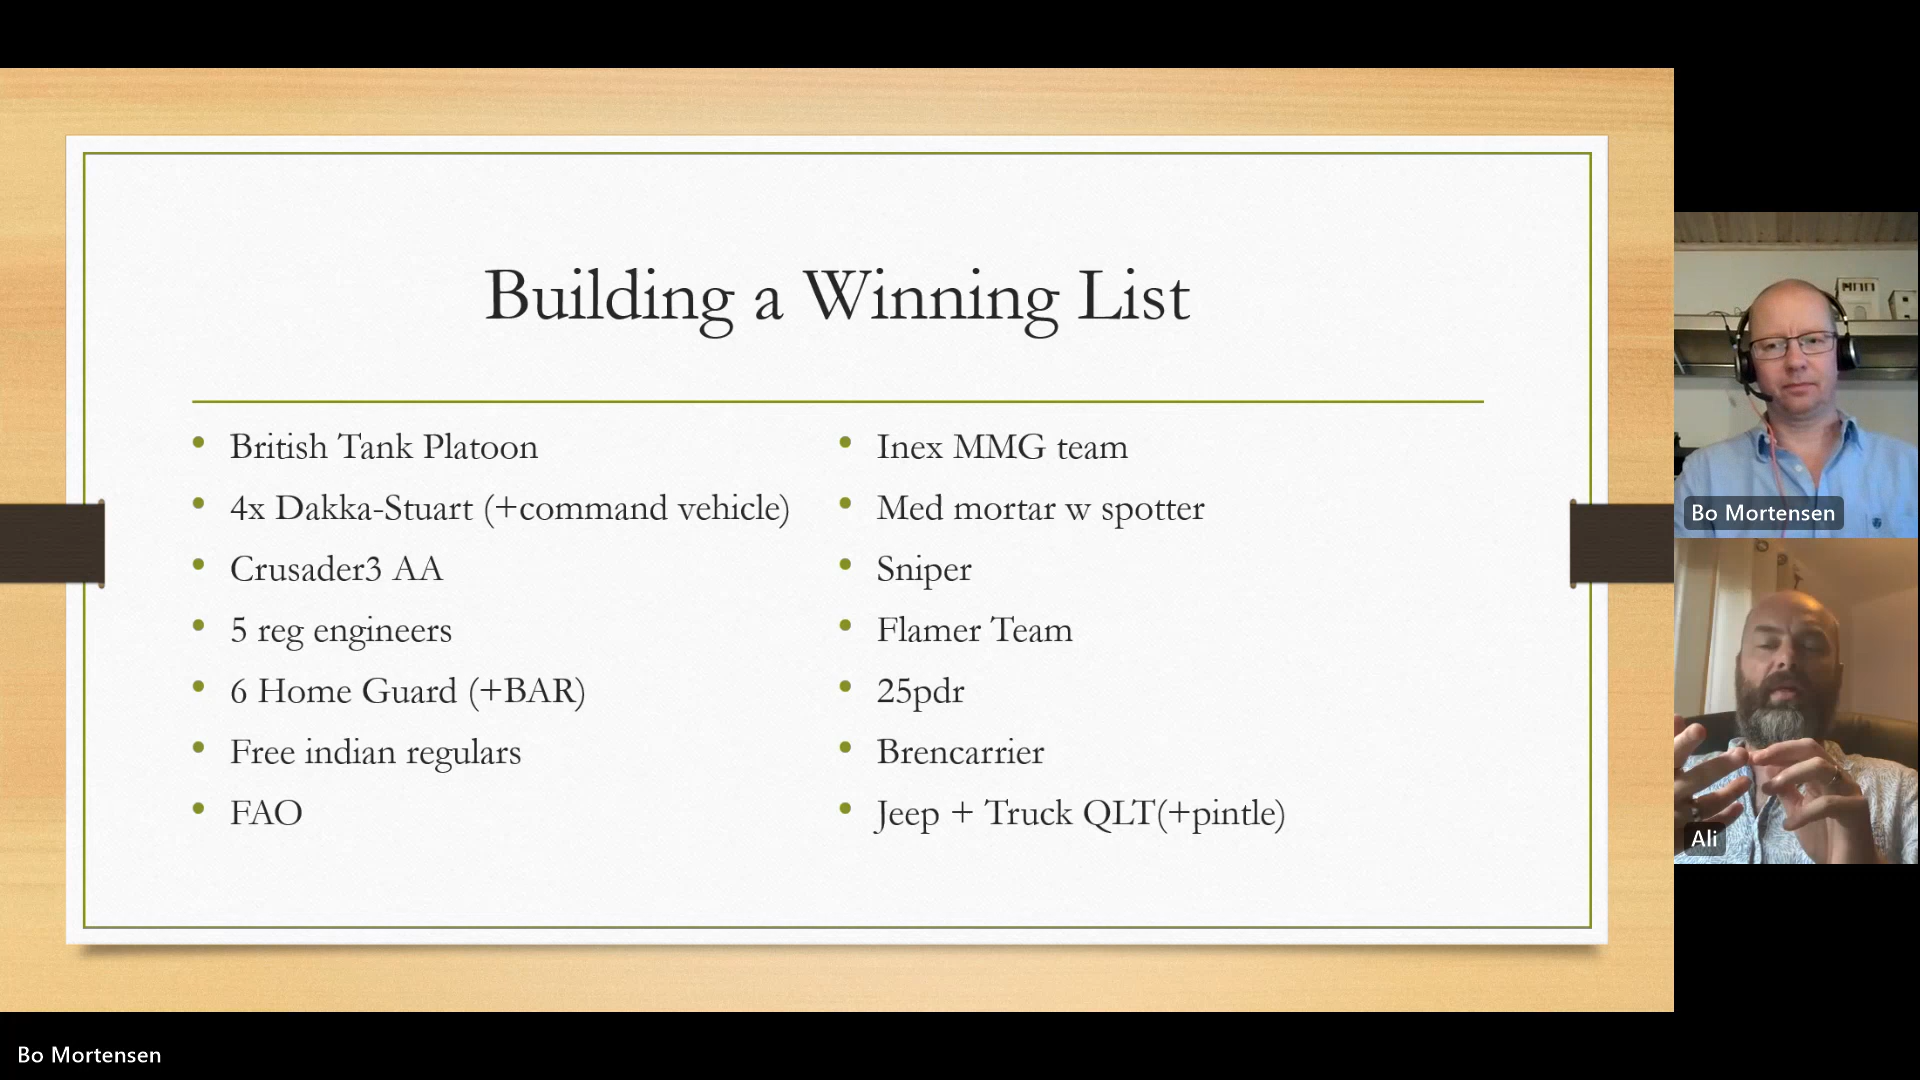 Building a Winning List
British Tank Platoon
4x Dakka-Stuart (+command vehicle)
Crusader3 AA
5 reg engineers
6 Home Guard (+BAR)
Free indian regulars
FAO
Inex MMG team
Med mortar w spotter
Sniper
Flamer Team
25pdr
Brencarrier
Jeep + Truck QLT(+pintle)
Bo Mortensen
Ali
Bo Mortensen